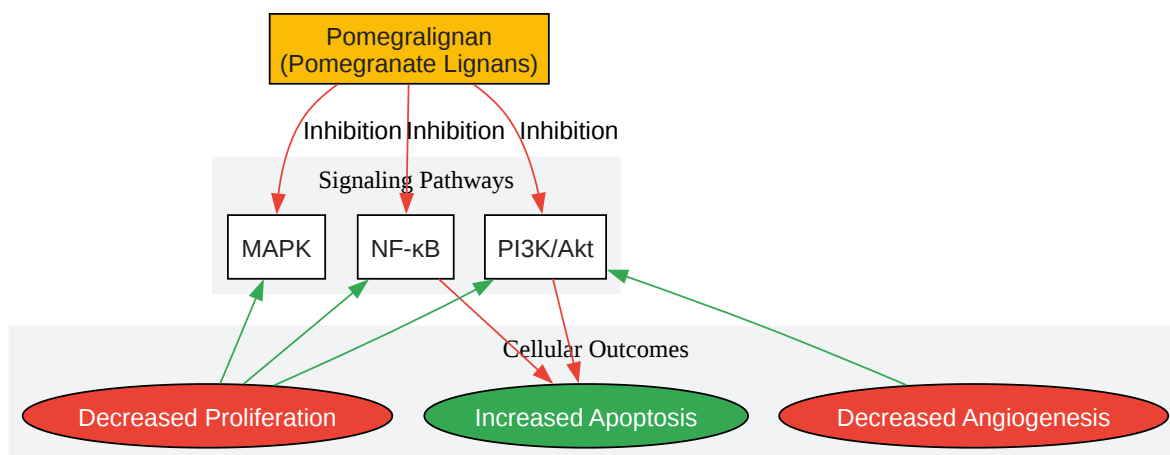 Pomegralignan
(Pomegranate Lignans)
Inhibition Inhibition Inhibition
Signaling Pathways
MAPK NF-κB PI3K/Akt
Cellular Outcomes
Decreased Proliferation Increased Apoptosis Decreased Angiogenesis